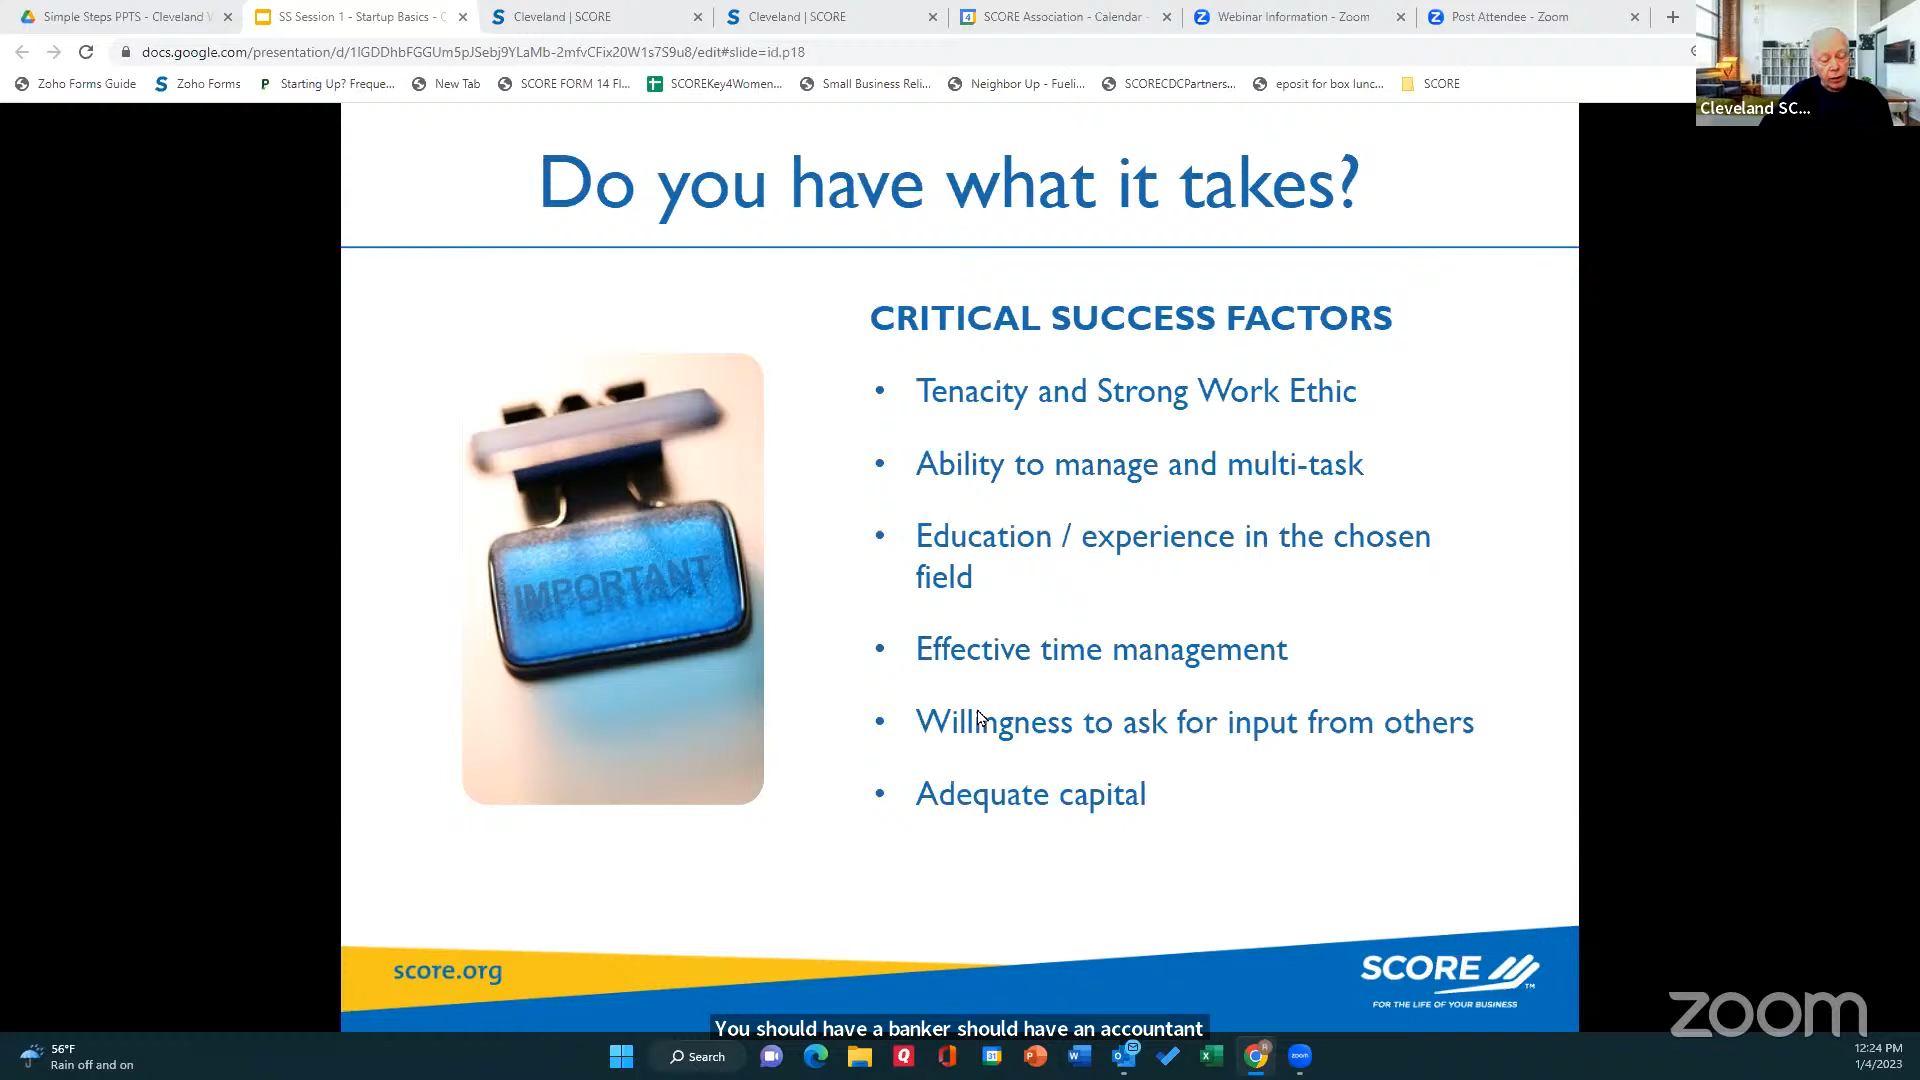 Simple Steps PPTS - Cleveland
SS Session 1 - Startup Basics - C
Cleveland | SCORE
Cleveland | SCORE
SCORE Association - Calendar -
Webinar Information - Zoom
Post Attendee - Zoom
docs.google.com/presentation/d/1lGDDhbFGGUm5pJSebj9YLaMb-2mfvCFix20W1s7S9u8/edit#slide=id.p18
Zoho Forms Guide
Zoho Forms
Starting Up? Freque...
New Tab
SCORE FORM 14 Fl...
SCOREKey4Women...
Small Business Reli...
Neighbor Up - Fueli...
SCORECDCPartners...
eposit for box lunc...
SCORE
Cleveland SC...
Do you have what it takes?
CRITICAL SUCCESS FACTORS
• Tenacity and Strong Work Ethic
• Ability to manage and multi-task
• Education / experience in the chosen
field
• Effective time management
• Willingness to ask for input from others
• Adequate capital
IMPORTANT
score.org
SCORE
FOR THE LIFE OF YOUR BUSINESS
TM
You should have a banker should have an accountant
zoom
56°F
Rain off and on
Search
zoom
12:24 PM
1/4/2023